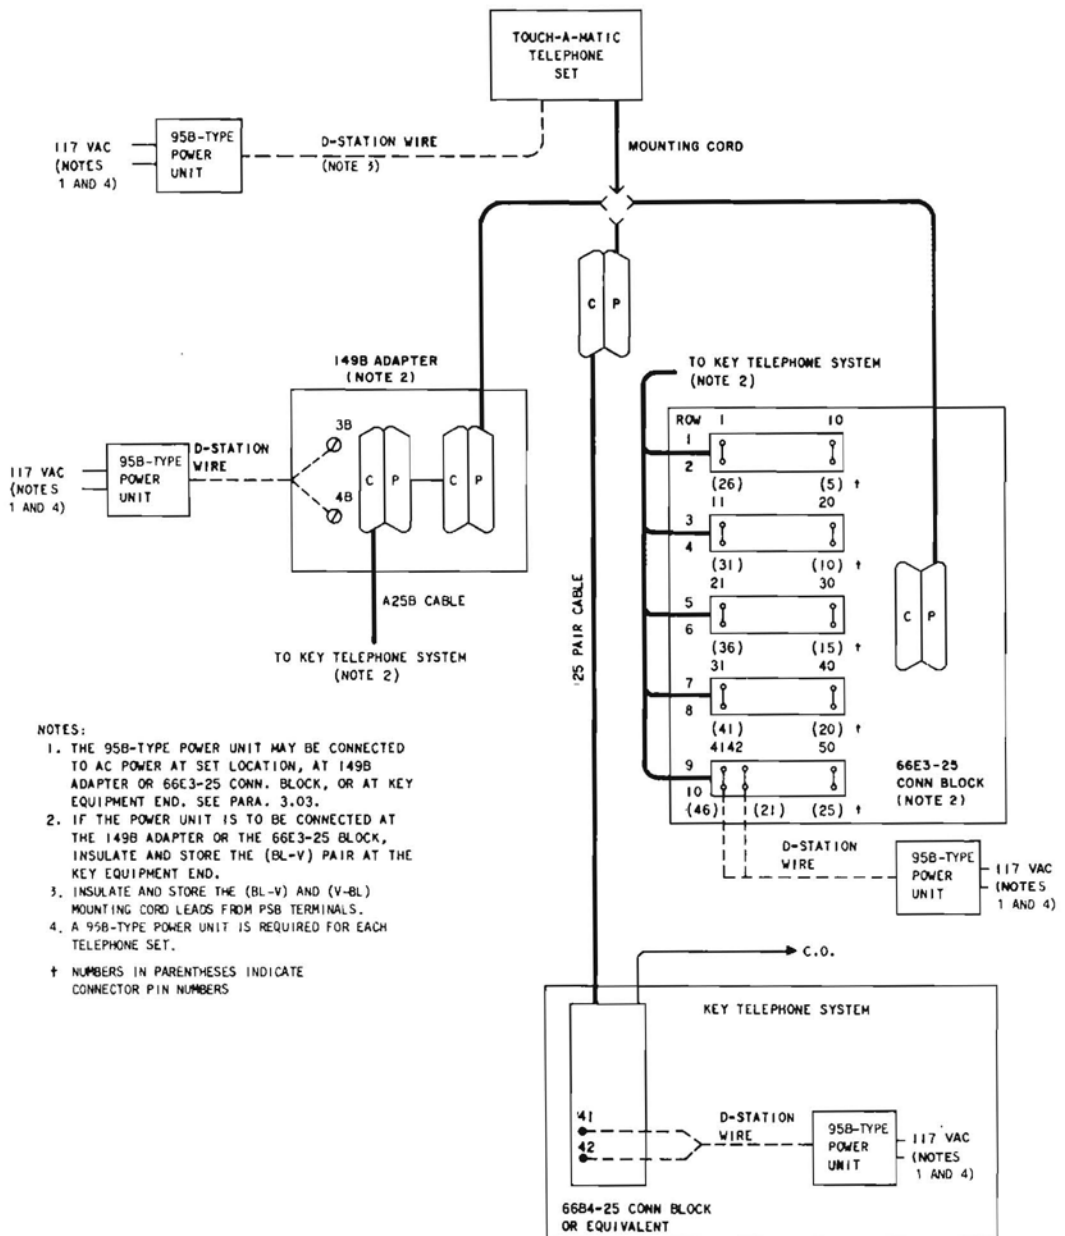 TOUCH-A-MATIC
TELEPHONE
SET
117 VAC
(NOTES
1 AND 4)
95B-TYPE
POWER
UNIT
D-STATION WIRE
(NOTE 3)
MOUNTING CORD
C P
149B ADAPTER
(NOTE 2)
3B
4B
117 VAC
(NOTES
1 AND 4)
95B-TYPE
POWER
UNIT
D-STATION
WIRE
C P
C P
A25B CABLE
TO KEY TELEPHONE SYSTEM
(NOTE 2)
25 PAIR CABLE
TO KEY TELEPHONE SYSTEM
(NOTE 2)
ROW 1 10
1
2
(26) (5) †
11 20
3
4
(31) (10) †
21 30
5
6
(36) (15) †
31 40
7
8
(41) (20) †
41 42 50
9
10
(46) (21) (25) †
C P
66E3-25
CONN BLOCK
(NOTE 2)
D-STATION
WIRE
95B-TYPE
POWER
UNIT
117 VAC
(NOTES
1 AND 4)
NOTES:
1. THE 95B-TYPE POWER UNIT MAY BE CONNECTED
TO AC POWER AT SET LOCATION, AT 149B
ADAPTER OR 66E3-25 CONN. BLOCK, OR AT KEY
EQUIPMENT END. SEE PARA. 3.03.
2. IF THE POWER UNIT IS TO BE CONNECTED AT
THE 149B ADAPTER OR THE 66E3-25 BLOCK,
INSULATE AND STORE THE (BL-V) PAIR AT THE
KEY EQUIPMENT END.
3. INSULATE AND STORE THE (BL-V) AND (V-BL)
MOUNTING CORD LEADS FROM PSB TERMINALS.
4. A 95B-TYPE POWER UNIT IS REQUIRED FOR EACH
TELEPHONE SET.
† NUMBERS IN PARENTHESES INDICATE
CONNECTOR PIN NUMBERS
C.O.
KEY TELEPHONE SYSTEM
41
42
D-STATION
WIRE
95B-TYPE
POWER
UNIT
117 VAC
(NOTES
1 AND 4)
66B4-25 CONN BLOCK
OR EQUIVALENT